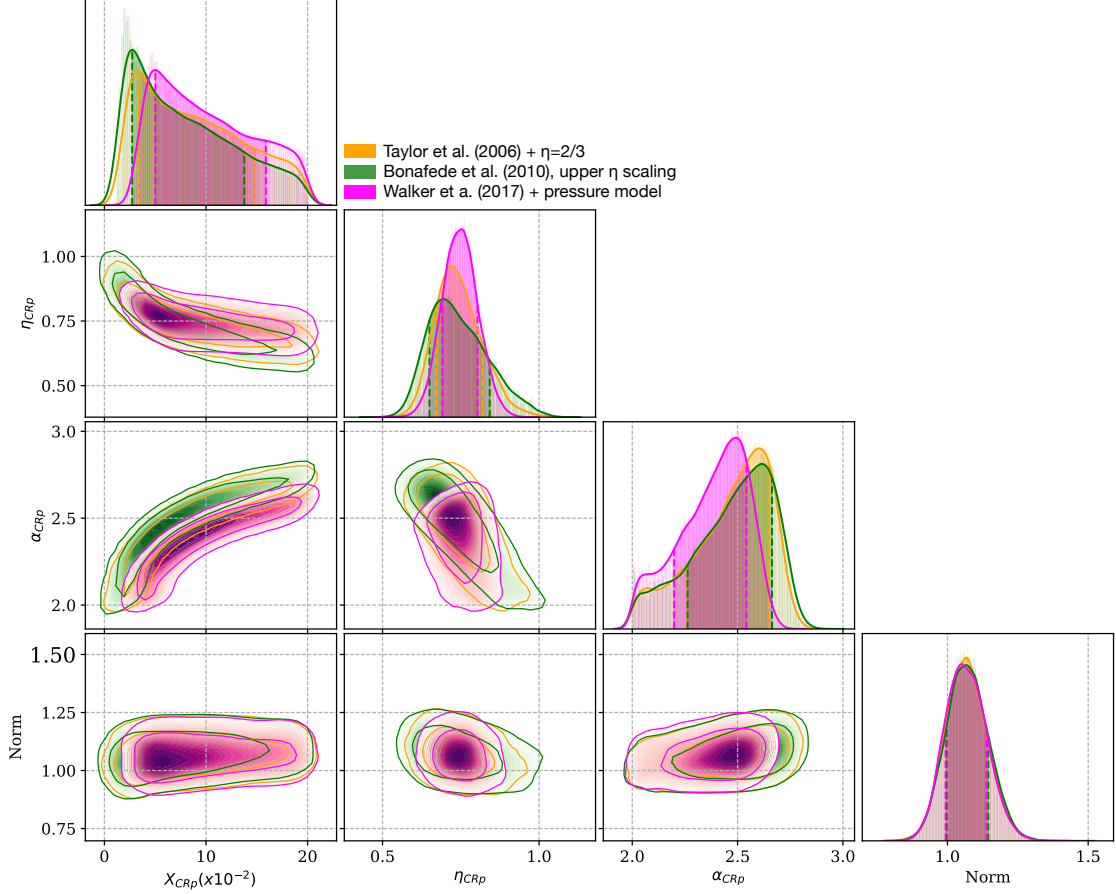 Taylor et al. (2006) + η=2/3
Bonafede et al. (2010), upper η scaling
Walker et a. (2017) + pressure model
1.00
0.75
0.50
η_CRp
3.0
2.5
2.0
α_CRp
1.50
1.25
1.00
0.75
Norm
0 10 20
0.5 1.0
2.0 2.5 3.0
1.0 1.5
X_CRp(x10⁻²)
η_CRp
α_CRp
Norm